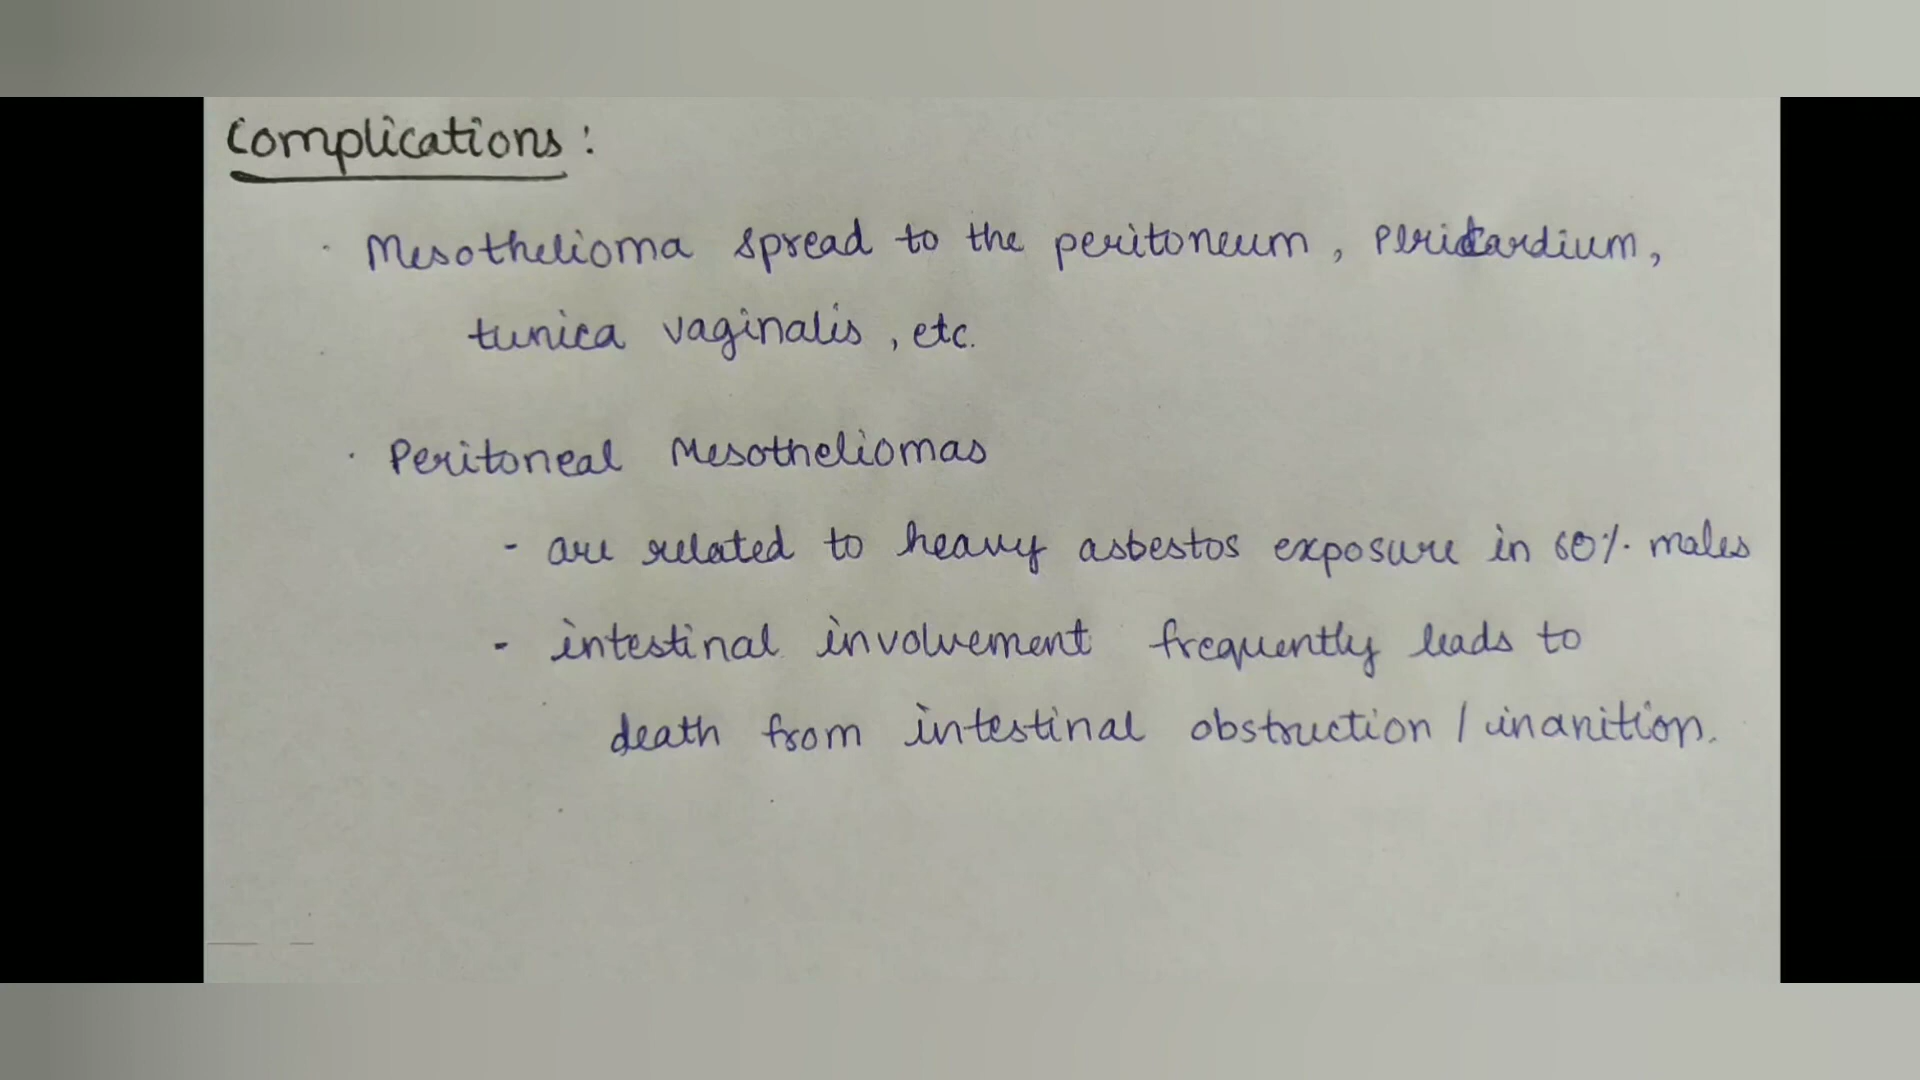 Complications :
· Mesothelioma spread to the peritoneum, Pericardium,
tunica vaginalis, etc.
· Peritoneal Mesotheliomas
- are related to heavy asbestos exposure in 60% males
- intestinal involvement frequently leads to
death from intestinal obstruction / inanition.